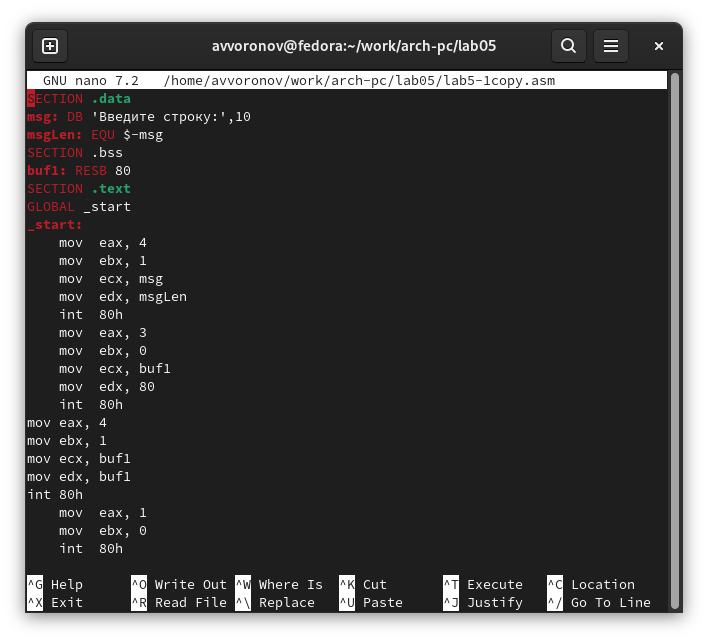 avvoronov@fedora:~/work/arch-pc/lab05
GNU nano 7.2   /home/avvoronov/work/arch-pc/lab05/lab5-1copy.asm
SECTION .data
msg: DB 'Введите строку:',10
msgLen: EQU $-msg
SECTION .bss
buf1: RESB 80
SECTION .text
GLOBAL _start
_start:
    mov  eax, 4
    mov  ebx, 1
    mov  ecx, msg
    mov  edx, msgLen
    int  80h
    mov  eax, 3
    mov  ebx, 0
    mov  ecx, buf1
    mov  edx, 80
    int  80h
mov eax, 4
mov ebx, 1
mov ecx, buf1
mov edx, buf1
int 80h
    mov  eax, 1
    mov  ebx, 0
    int  80h
^G Help      ^O Write Out ^W Where Is  ^K Cut       ^T Execute   ^C Location
^X Exit      ^R Read File ^\ Replace   ^U Paste     ^J Justify   ^/ Go To Line